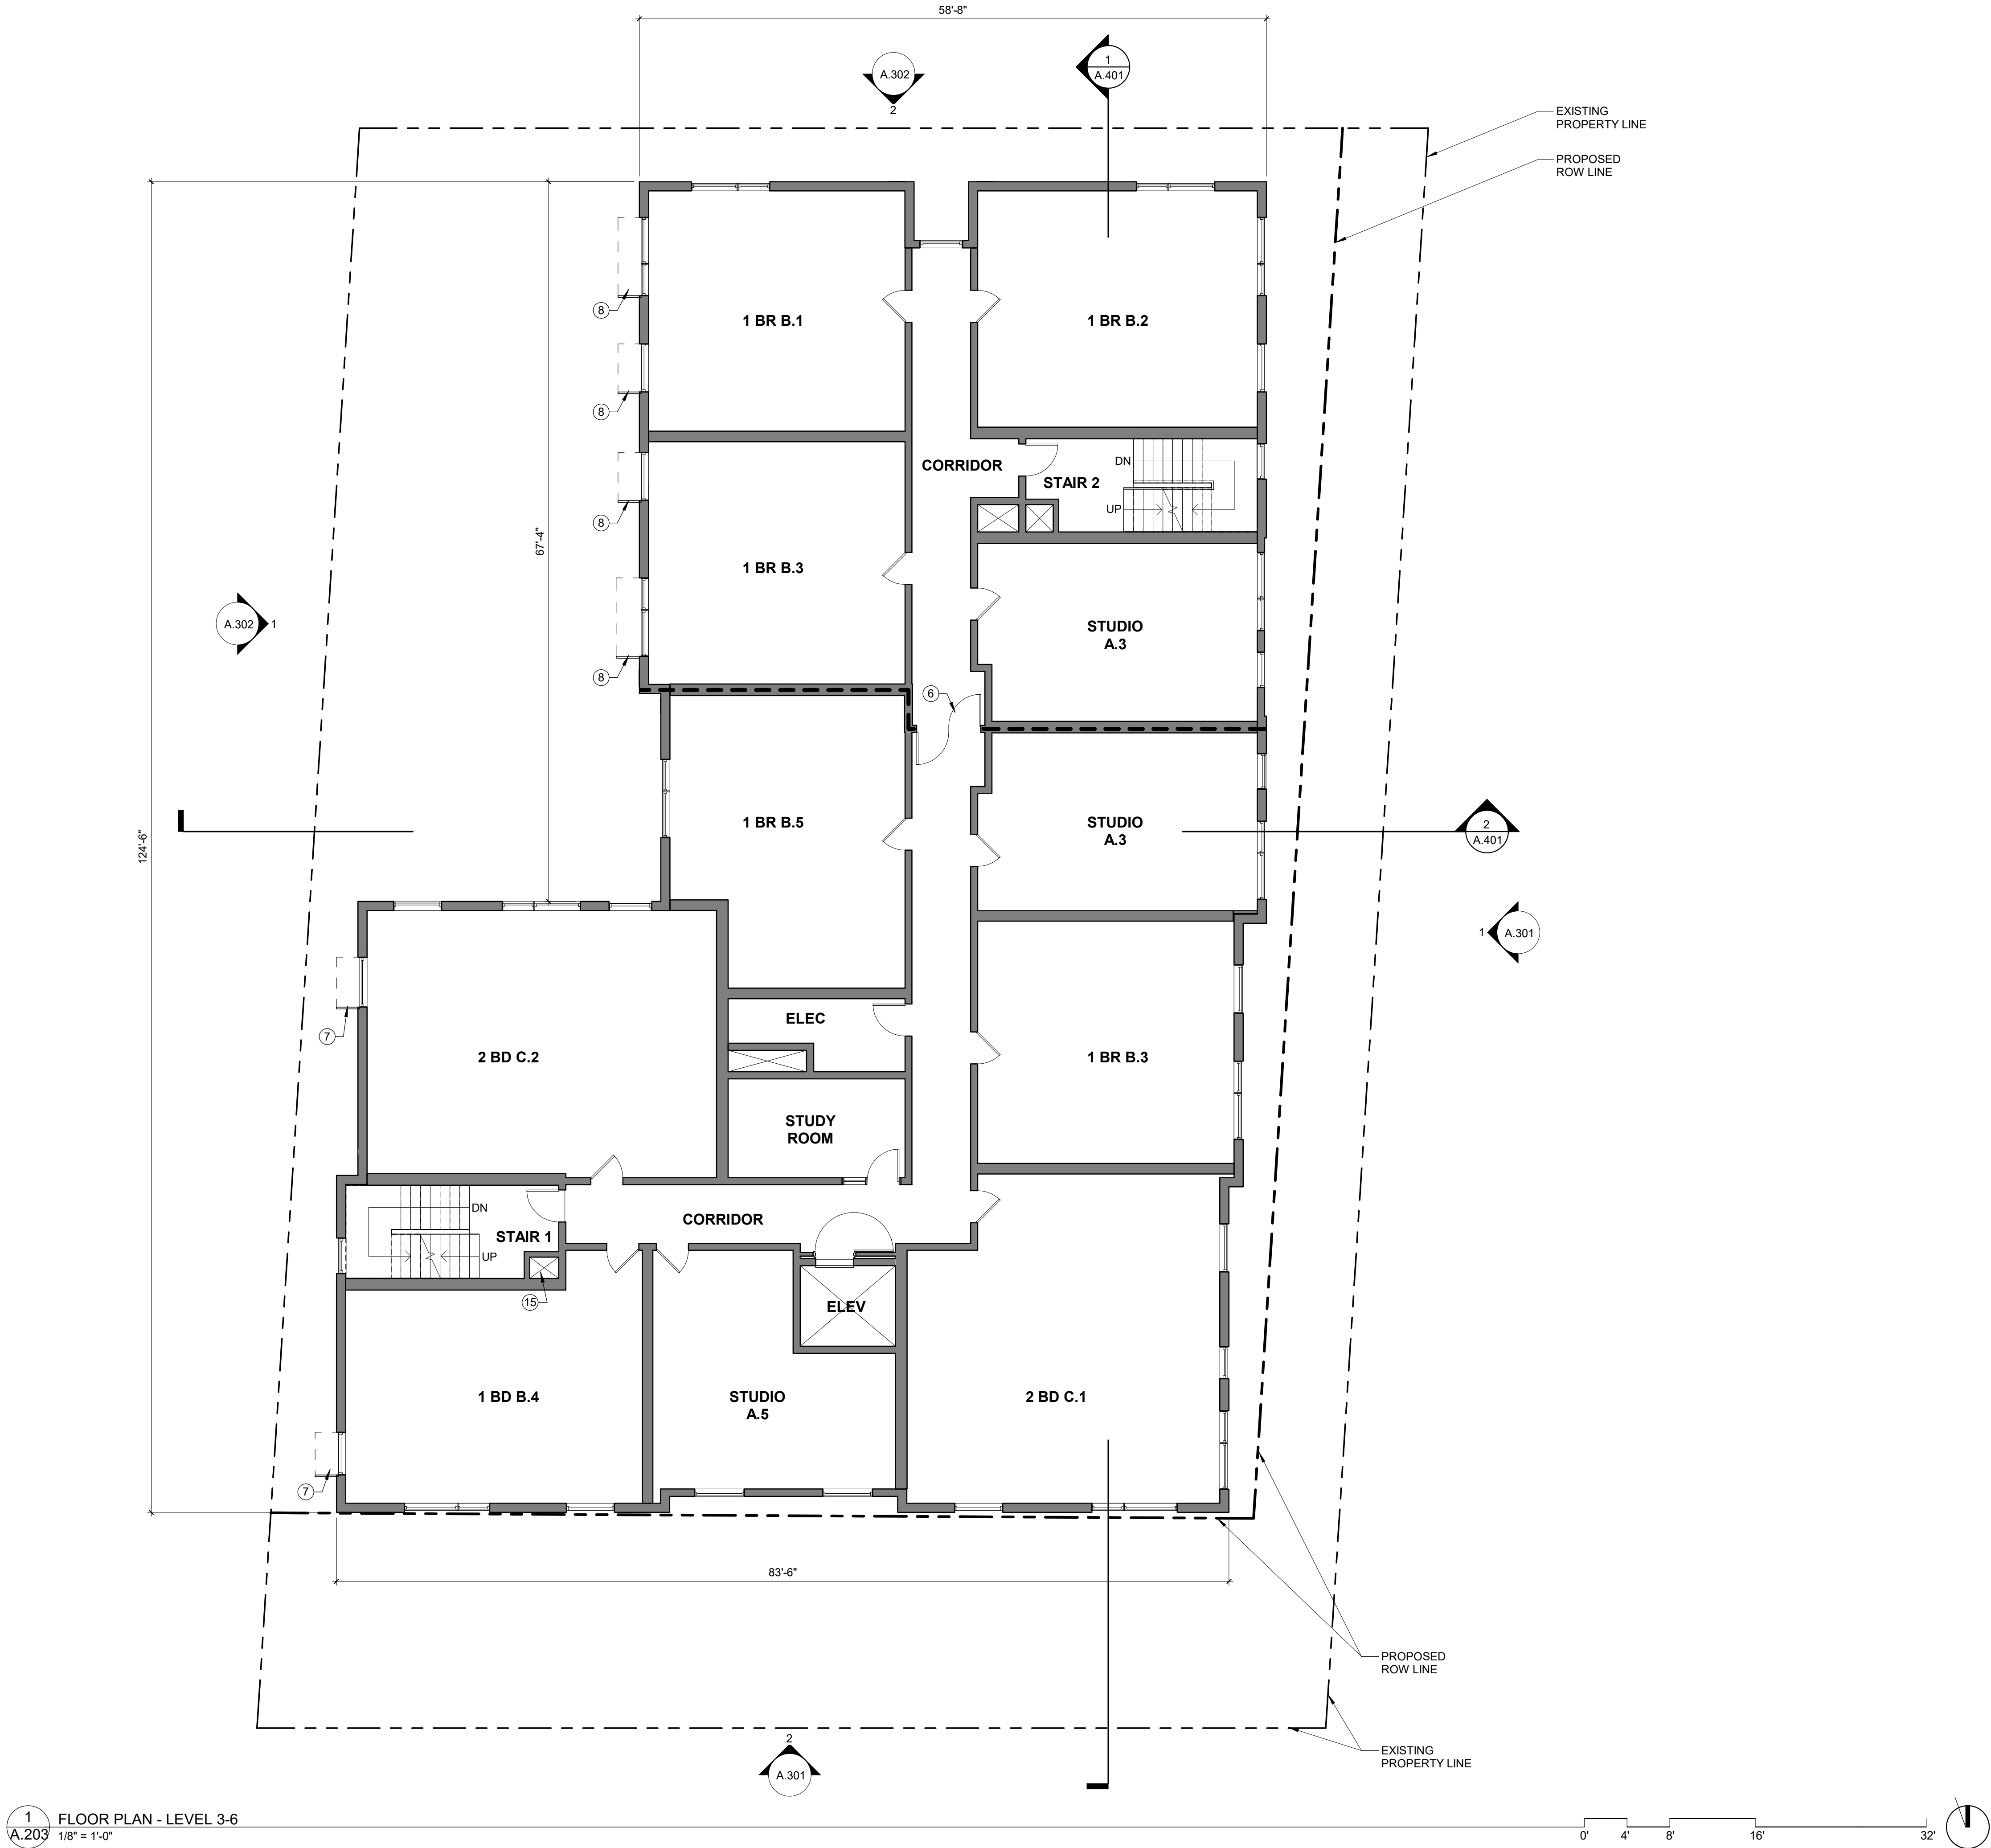 58'-8"
A.302
2
1
A.401
EXISTING
PROPERTY LINE
PROPOSED
ROW LINE
1 BR B.1
1 BR B.2
8
8
CORRIDOR
DN
STAIR 2
UP
8
67'-4"
1 BR B.3
A.302
1
STUDIO
A.3
8
6
1 BR B.5
STUDIO
A.3
2
A.401
124'-6"
1
A.301
ELEC
7
2 BD C.2
1 BR B.3
STUDY
ROOM
DN
STAIR 1
UP
CORRIDOR
15
ELEV
1 BD B.4
STUDIO
A.5
2 BD C.1
7
83'-6"
PROPOSED
ROW LINE
2
A.301
EXISTING
PROPERTY LINE
1
A.203
FLOOR PLAN - LEVEL 3-6
1/8" = 1'-0"
0' 4' 8' 16' 32'